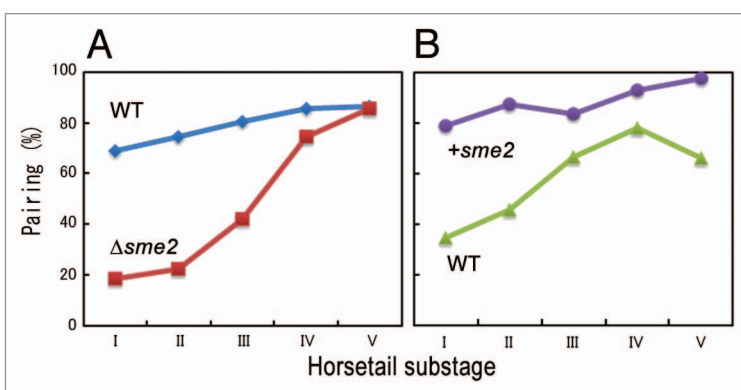 A B
100
80
60
40
20
0
Pairing (%)
WT
Δsme2
+sme2
WT
I II III IV V
I II III IV V
Horsetail substage